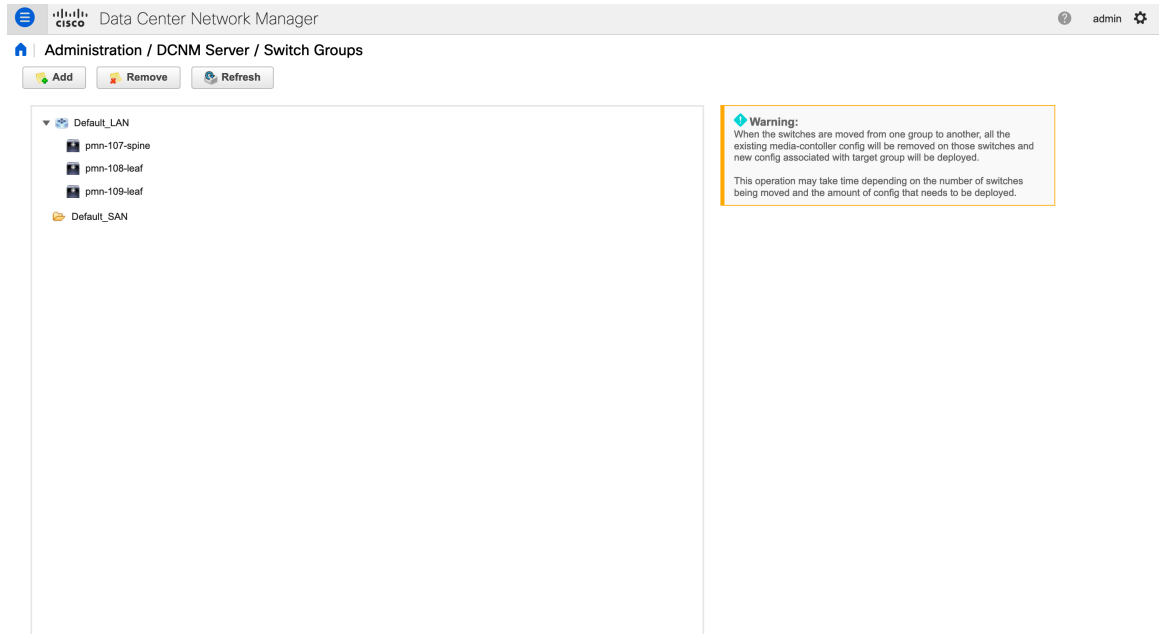 cisco Data Center Network Manager
admin
Administration / DCNM Server / Switch Groups
Add Remove Refresh
Default_LAN
pmn-107-spine
pmn-108-leaf
pmn-109-leaf
Default_SAN
Warning:
When the switches are moved from one group to another, all the
existing media-contoller config will be removed on those switches and
new config associated with target group will be deployed.
This operation may take time depending on the number of switches
being moved and the amount of config that needs to be deployed.